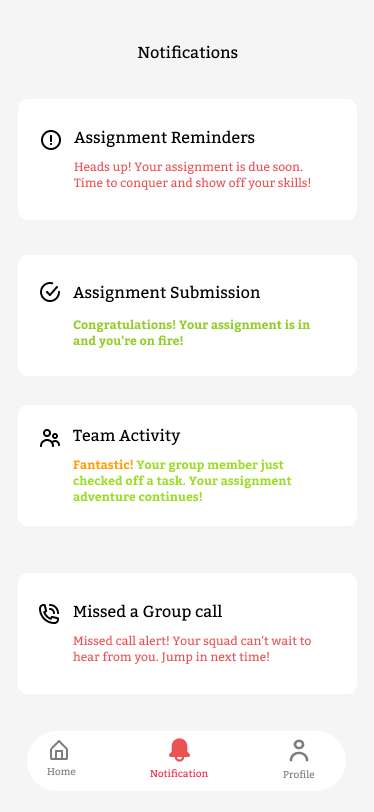 Notifications
Assignment Reminders
Heads up! Your assignment is due soon.
Time to conquer and show off your skills!
Assignment Submission
Congratulations! Your assignment is in
and you're on fire!
Team Activity
Fantastic! Your group member just
checked off a task. Your assignment
adventure continues!
Missed a Group call
Missed call alert! Your squad can't wait to
hear from you. Jump in next time!
Home
Notification
Profile